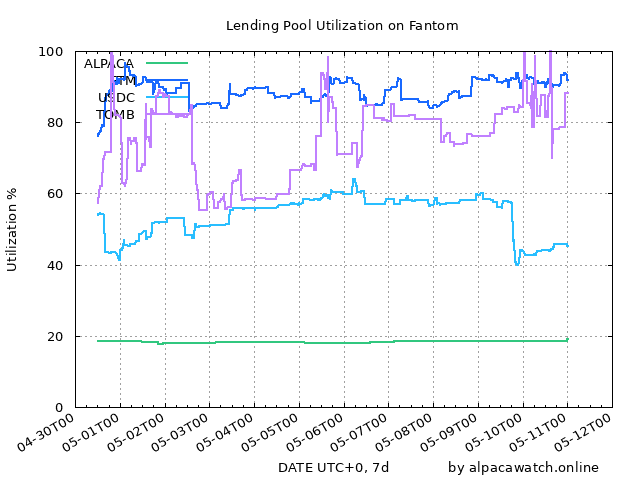 Lending Pool Utilization on Fantom
100
80
60
40
20
0
Utilization %
ALPACA
USDC
TOMB
04-30T00
05-01T00
05-02T00
05-03T00
05-04T00
05-05T00
05-06T00
05-07T00
05-08T00
05-09T00
05-10T00
05-11T00
05-12T00
DATE UTC+0, 7d
by alpacawatch.online